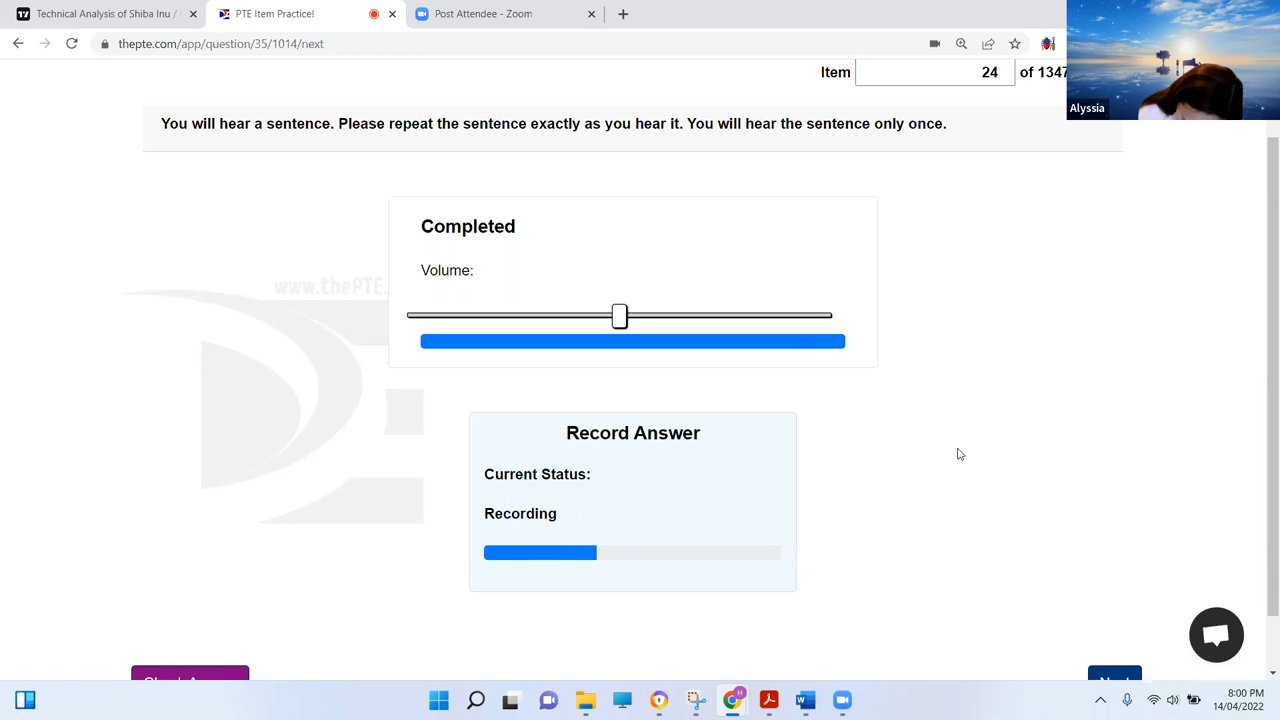 Technical Analysis of Shiba Inu /
PTE Item Practice!
Post Attendee - Zoom
thepte.com/app/question/35/1014/next
Item 24 of 1347
Alyssia
You will hear a sentence. Please repeat the sentence exactly as you hear it. You will hear the sentence only once.
Completed
Volume:
www.thePTE.
Record Answer
Current Status:
Recording
8:00 PM
14/04/2022